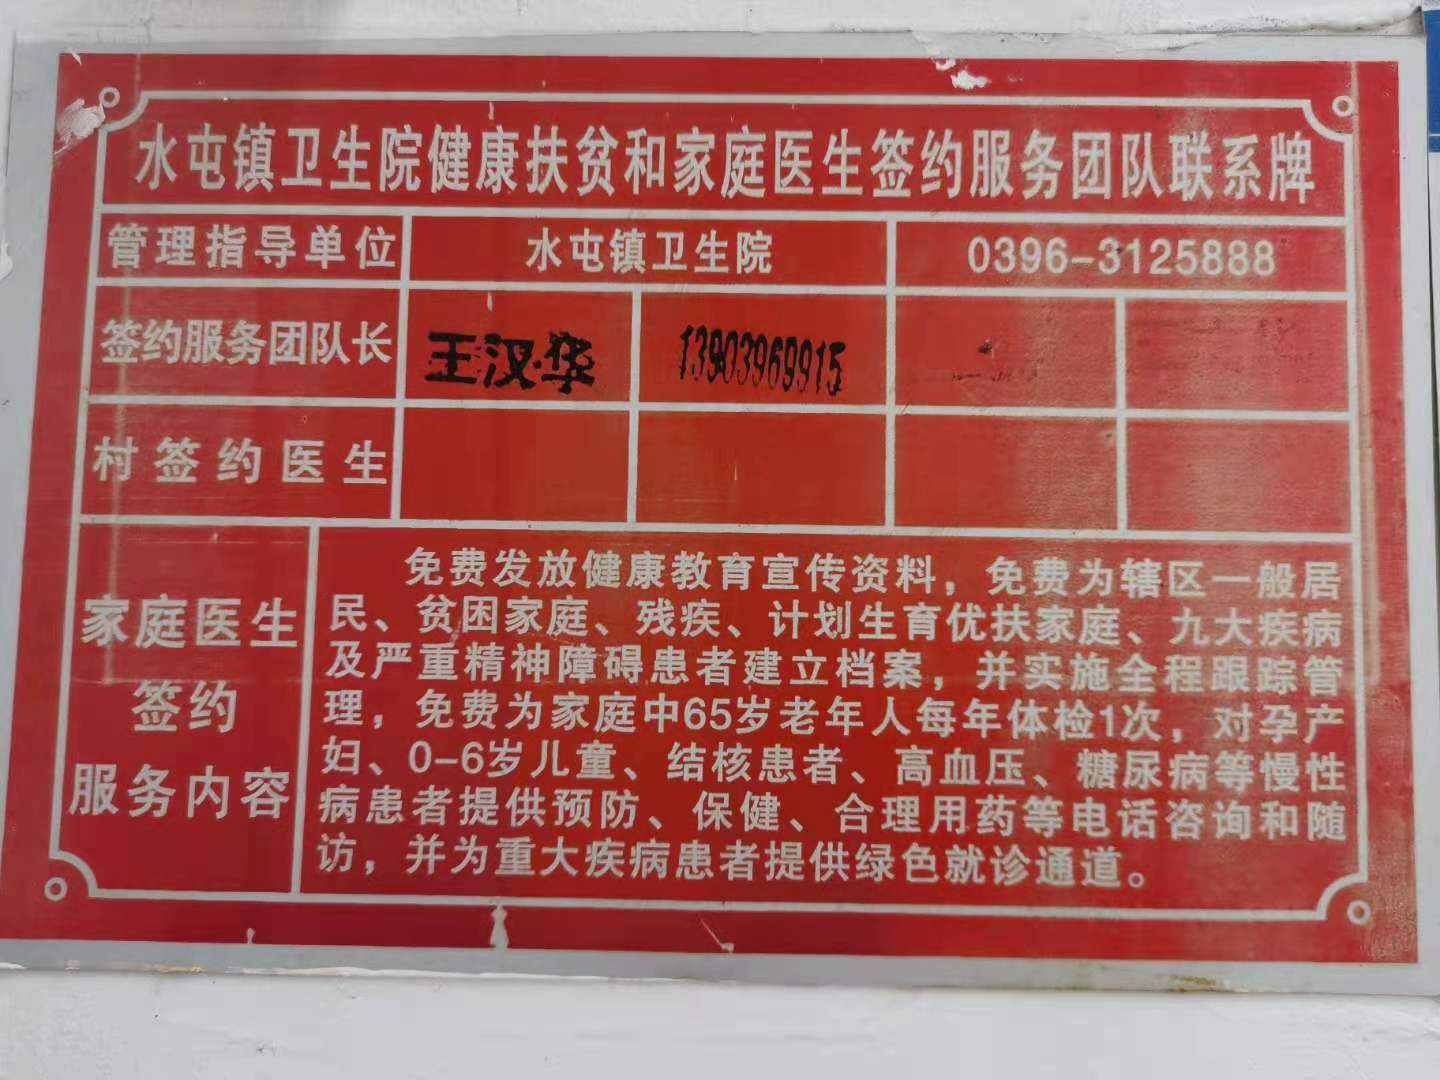 水屯镇卫生院健康扶贫和家庭医生签约服务团队联系牌
管理指导单位 水屯镇卫生院 0396-3125888
签约服务团队长 王汉华 13903969915
村签约医生
家庭医生
签约
服务内容
免费发放健康教育宣传资料，免费为辖区一般居
民、贫困家庭、残疾、计划生育优扶家庭、九大疾病
及严重精神障碍患者建立档案，并实施全程跟踪管
理，免费为家庭中65岁老年人每年体检1次，对孕产
妇、0-6岁儿童、结核患者、高血压、糖尿病等慢性
病患者提供预防、保健、合理用药等电话咨询和随
访，并为重大疾病患者提供绿色就诊通道。